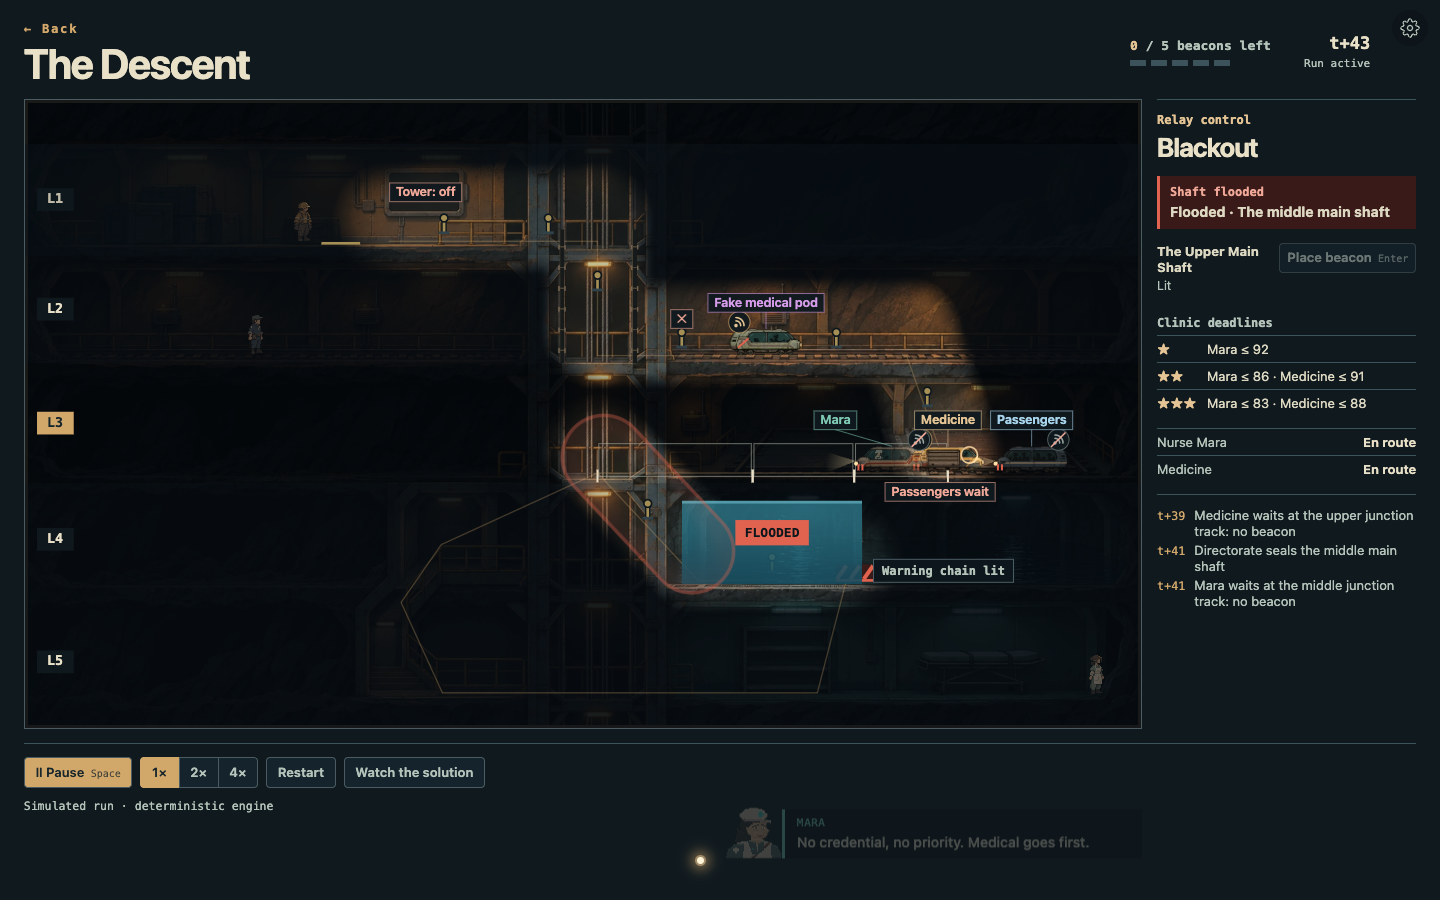 ← Back
The Descent
0 / 5 beacons left
t+43
Run active
L1
L2
L3
L4
L5
Tower: off
Fake medical pod
Mara
Medicine
Passengers
Passengers wait
FLOODED
Warning chain lit
Relay control
Blackout
Shaft flooded
Flooded · The middle main shaft
The Upper Main
Shaft
Lit
Place beacon Enter
Clinic deadlines
★ Mara ≤ 92
★★ Mara ≤ 86 · Medicine ≤ 91
★★★ Mara ≤ 83 · Medicine ≤ 88
Nurse Mara En route
Medicine En route
t+39 Medicine waits at the upper junction
track: no beacon
t+41 Directorate seals the middle main
shaft
t+41 Mara waits at the middle junction
track: no beacon
II Pause Space
1×
2×
4×
Restart
Watch the solution
Simulated run · deterministic engine
MARA
No credential, no priority. Medical goes first.